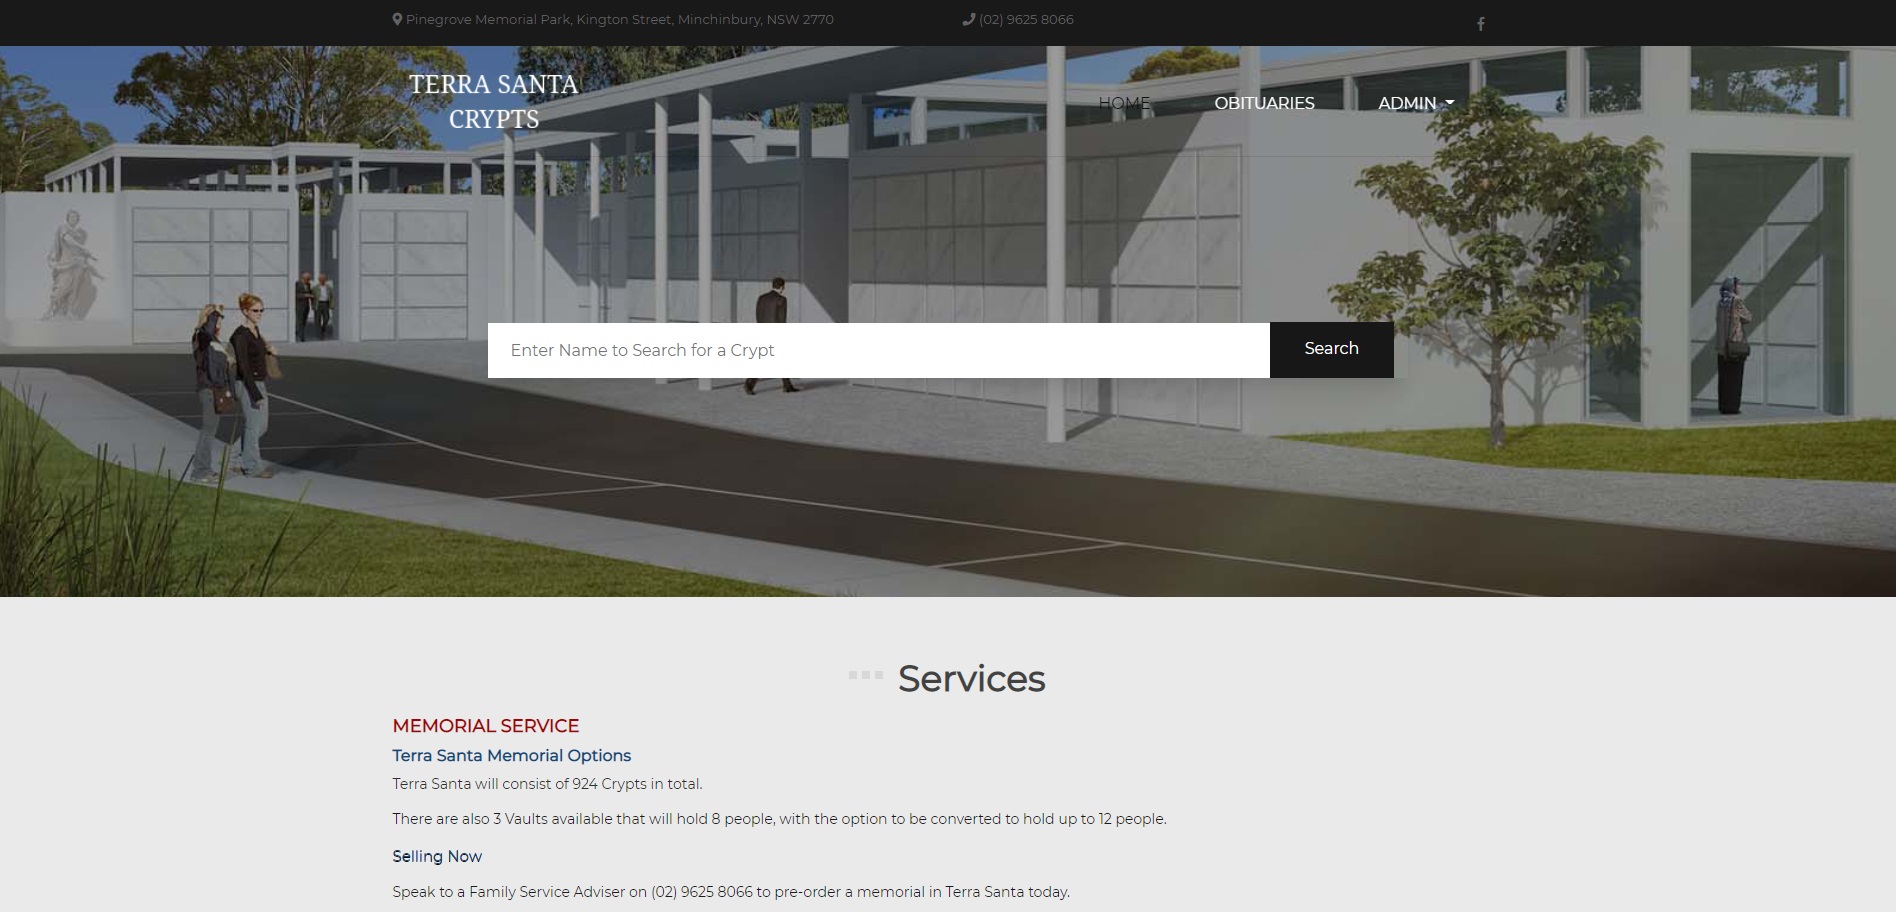 Pinegrove Memorial Park, Kington Street, Minchinbury, NSW 2770
(02) 9625 8066
TERRA SANTA
CRYPTS
HOME
OBITUARIES
ADMIN
Enter Name to Search for a Crypt
Search
Services
MEMORIAL SERVICE
Terra Santa Memorial Options
Terra Santa will consist of 924 Crypts in total.
There are also 3 Vaults available that will hold 8 people, with the option to be converted to hold up to 12 people.
Selling Now
Speak to a Family Service Adviser on (02) 9625 8066 to pre-order a memorial in Terra Santa today.